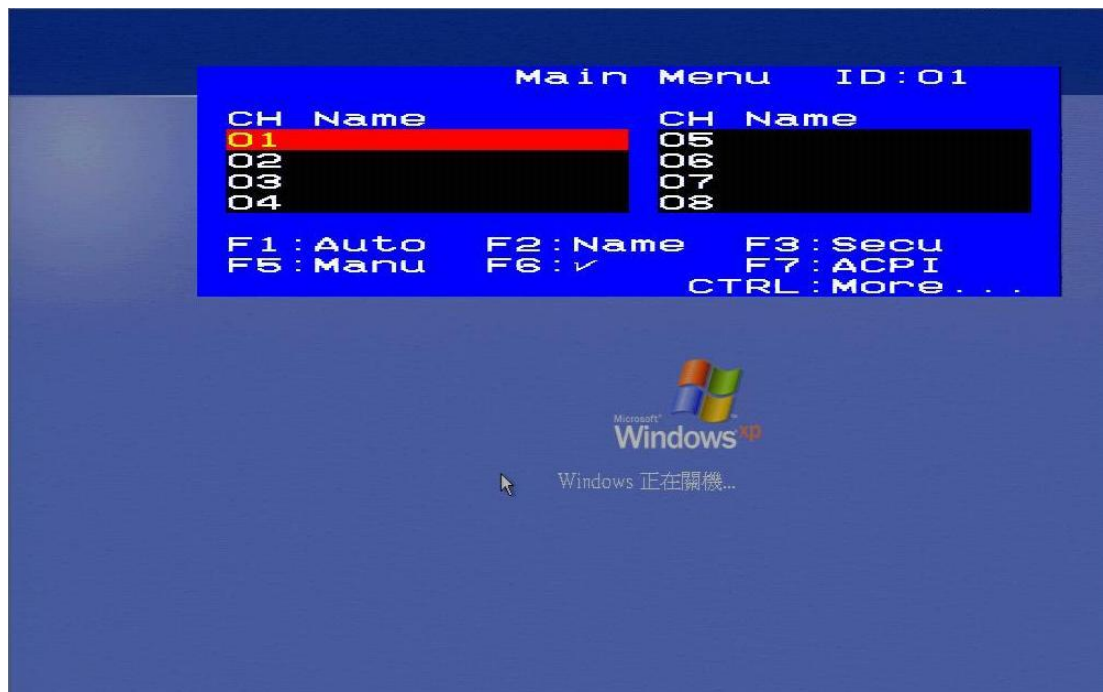 Main Menu ID:01
CH Name CH Name
01 05
02 06
03 07
04 08
F1:Auto F2:Name F3:Secu
F5:Manu F6:✓ F7:ACPI
CTRL:More...
Microsoft®
Windows xp
Windows 正在關機...